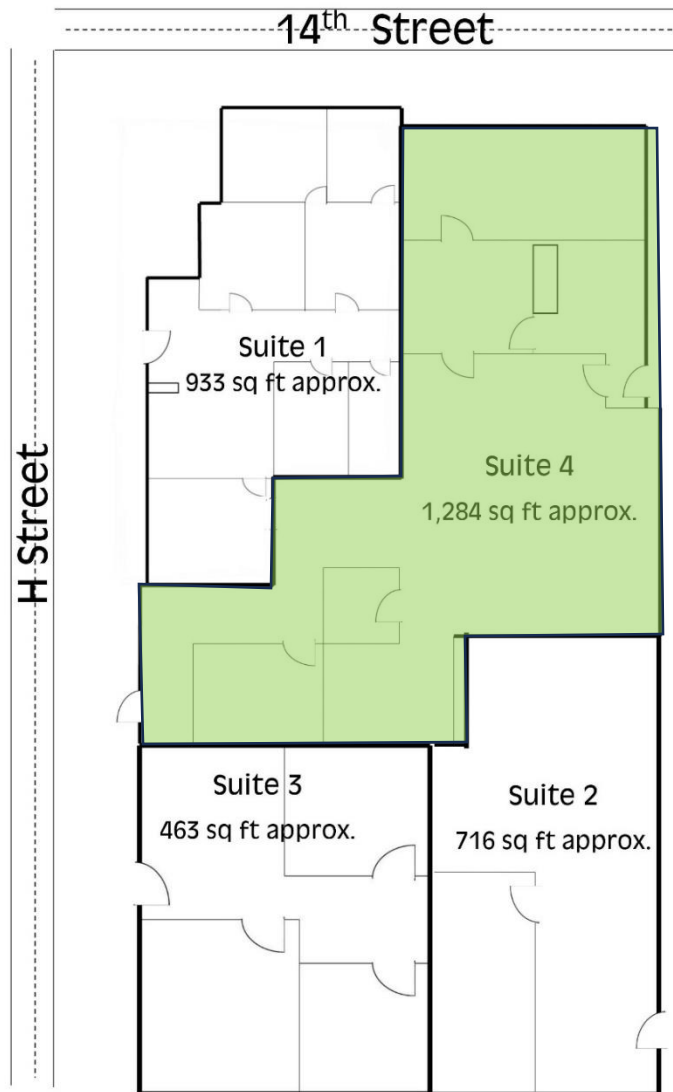 14th Street
H Street
Suite 1
933 sq ft approx.
Suite 4
1,284 sq ft approx.
Suite 3
463 sq ft approx.
Suite 2
716 sq ft approx.